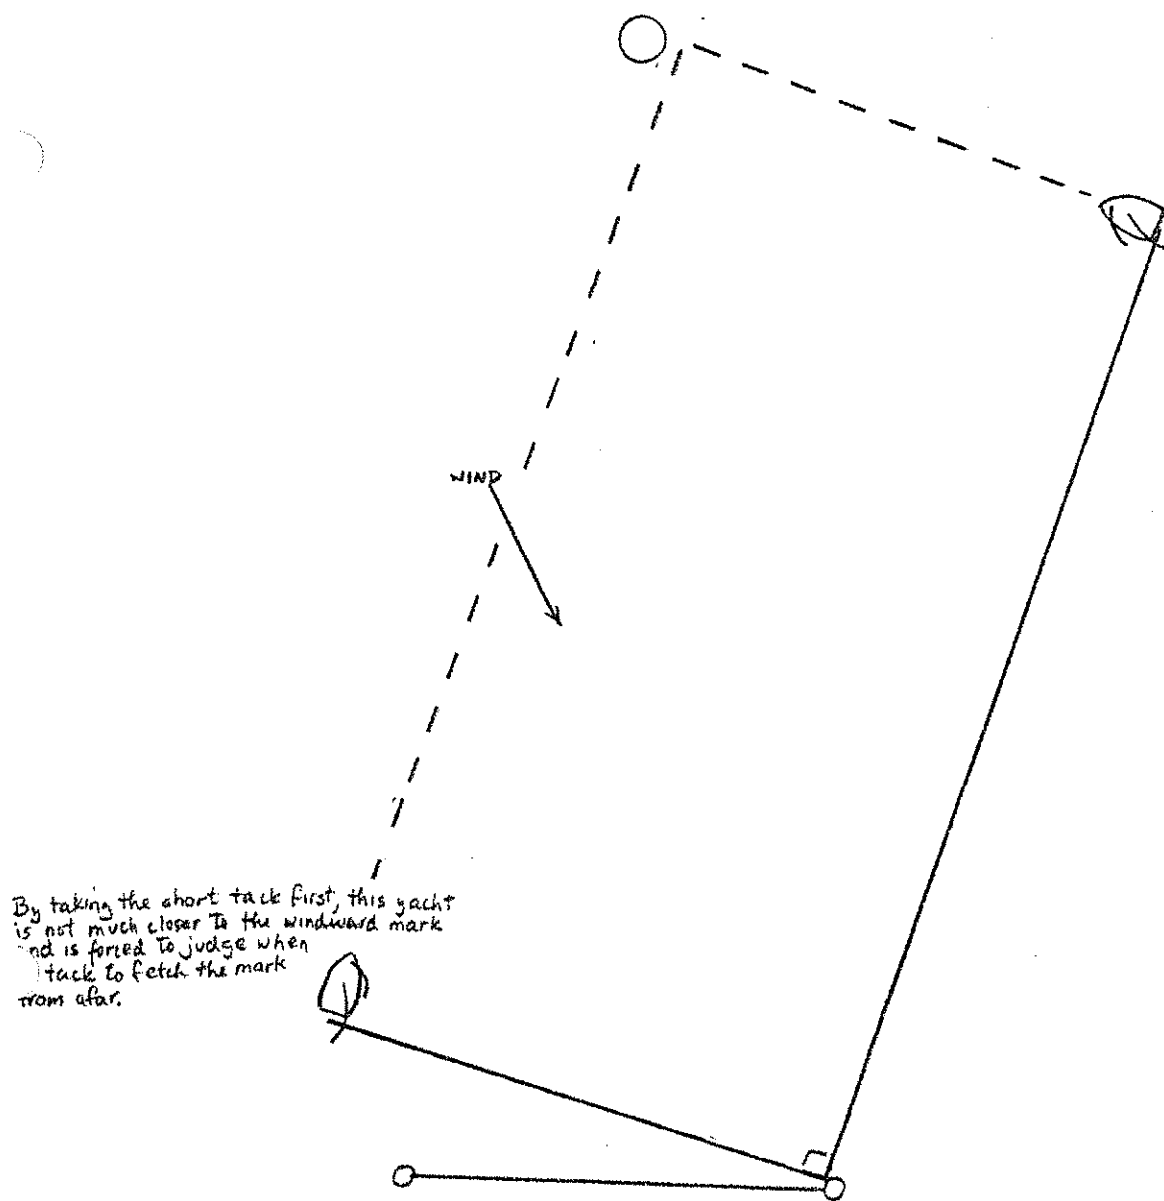 WIND
By taking the short tack first, this yacht
is not much closer to the windward mark
nd is forced to judge when
tack to fetch the mark
from afar.